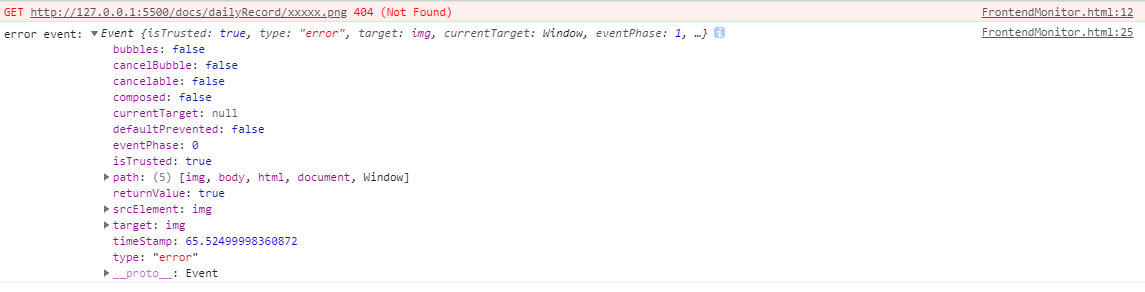 GET http://127.0.0.1:5500/docs/dailyRecord/xxxxx.png 404 (Not Found) FrontendMonitor.html:12
error event: ▼Event {isTrusted: true, type: "error", target: img, currentTarget: Window, eventPhase: 1, …} i FrontendMonitor.html:25
bubbles: false
cancelBubble: false
cancelable: false
composed: false
currentTarget: null
defaultPrevented: false
eventPhase: 0
isTrusted: true
▶path: (5) [img, body, html, document, Window]
returnValue: true
▶srcElement: img
▶target: img
timeStamp: 65.52499998360872
type: "error"
▶__proto__: Event